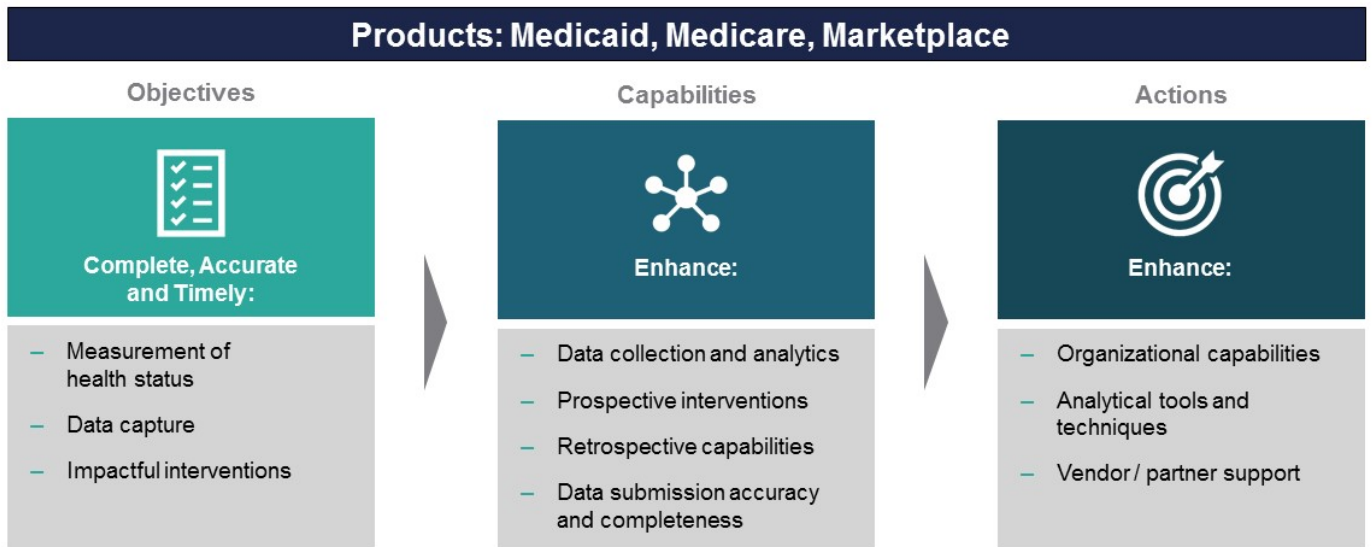 Products: Medicaid, Medicare, Marketplace
Objectives
Complete, Accurate
and Timely:
– Measurement of
health status
– Data capture
– Impactful interventions
Capabilities
Enhance:
– Data collection and analytics
– Prospective interventions
– Retrospective capabilities
– Data submission accuracy
and completeness
Actions
Enhance:
– Organizational capabilities
– Analytical tools and
techniques
– Vendor / partner support